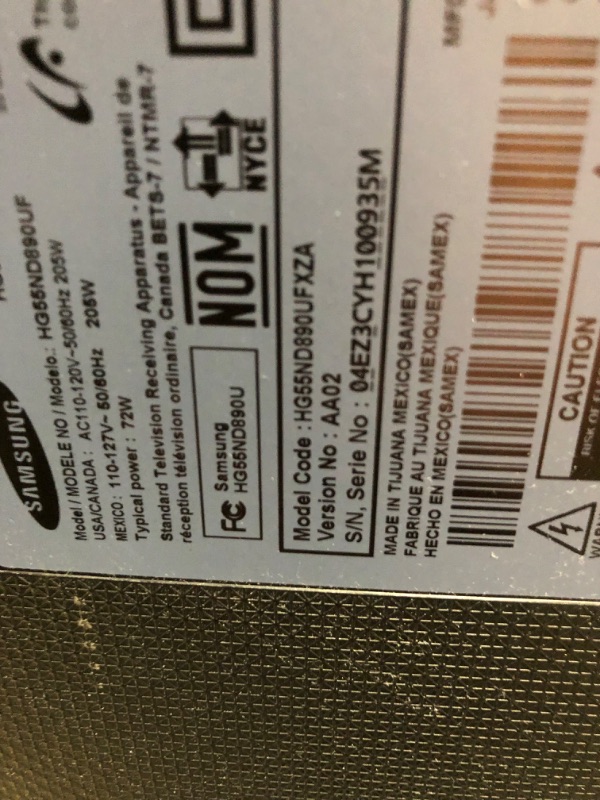 SAMSUNG
Model / MODELE NO / Modelo.: HG55ND890UF
USA/CANADA : AC110-120V~50/60Hz 205W
MEXICO : 110-127V~ 50/60Hz 205W
Typical power : 72W
Standard Television Receiving Apparatus - Appareil de
réception télévision ordinaire, Canada BETS-7 / NTMR-7
FC Samsung
HG55ND890U
NOM
NYCE
Model Code : HG55ND890UFXZA
Version No : AA02
S/N, Serie No : 04EZ3CYH100935M
MADE IN TIJUANA MEXICO(SAMEX)
FABRIQUE AU TIJUANA MEXIQUE(SAMEX)
HECHO EN MEXICO(SAMEX)
CAUTION